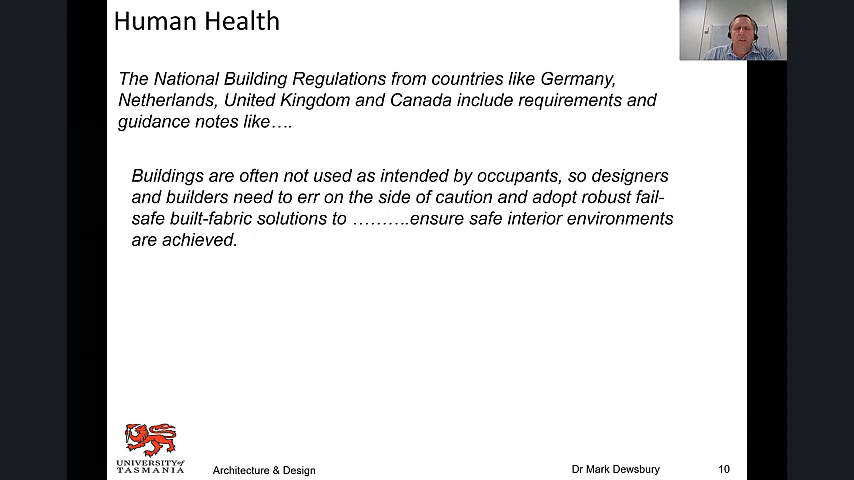 Human Health
The National Building Regulations from countries like Germany,
Netherlands, United Kingdom and Canada include requirements and
guidance notes like….
Buildings are often not used as intended by occupants, so designers
and builders need to err on the side of caution and adopt robust fail-
safe built-fabric solutions to ……….ensure safe interior environments
are achieved.
UNIVERSITY of
TASMANIA
Architecture & Design
Dr Mark Dewsbury
10